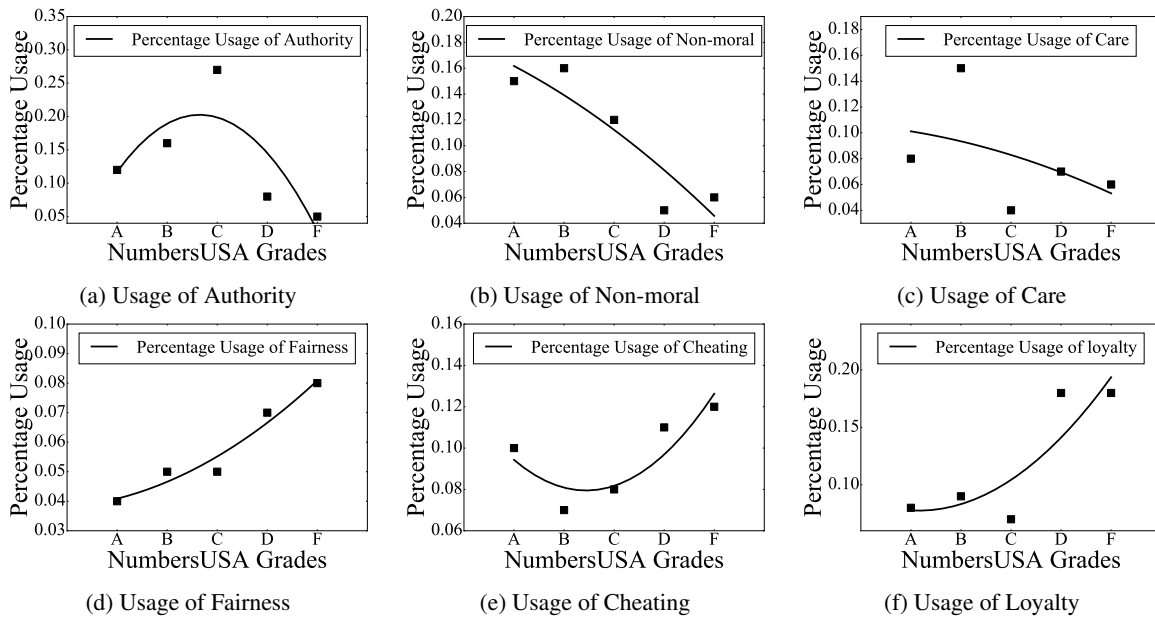 0.35
0.30
0.25
0.20
0.15
0.10
0.05
Percentage Usage
Percentage Usage of Authority
A B C D F
NumbersUSA Grades
(a) Usage of Authority
0.20
0.18
0.16
0.14
0.12
0.10
0.08
0.06
0.04
Percentage Usage
Percentage Usage of Non-moral
A B C D F
NumbersUSA Grades
(b) Usage of Non-moral
0.18
0.16
0.14
0.12
0.10
0.08
0.06
0.04
Percentage Usage
Percentage Usage of Care
A B C D F
NumbersUSA Grades
(c) Usage of Care
0.10
0.09
0.08
0.07
0.06
0.05
0.04
0.03
Percentage Usage
Percentage Usage of Fairness
A B C D F
NumbersUSA Grades
(d) Usage of Fairness
0.16
0.14
0.12
0.10
0.08
0.06
Percentage Usage
Percentage Usage of Cheating
A B C D F
NumbersUSA Grades
(e) Usage of Cheating
0.20
0.15
0.10
Percentage Usage
Percentage Usage of loyalty
A B C D F
NumbersUSA Grades
(f) Usage of Loyalty